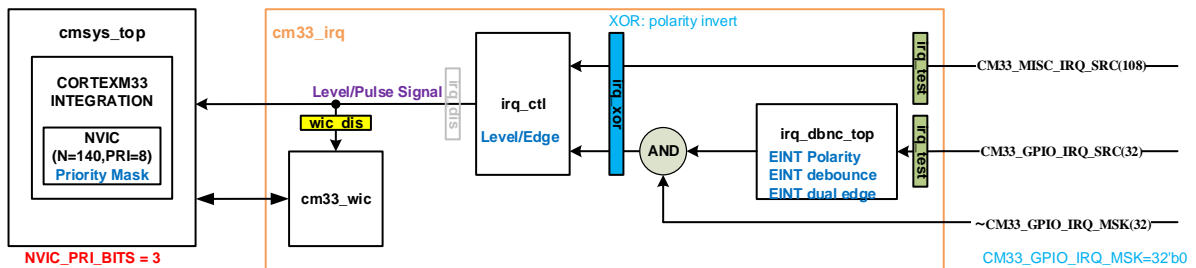 cmsys_top
CORTEXM33
INTEGRATION
NVIC
(N=140,PRI=8)
Priority Mask
NVIC_PRI_BITS = 3
cm33_irq
Level/Pulse Signal
wic_dis
cm33_wic
irq_dis
irq_ctl
Level/Edge
XOR: polarity invert
irq_xor
AND
irq_dbnc_top
EINT Polarity
EINT debounce
EINT dual edge
irq_test
irq_test
CM33_MISC_IRQ_SRC(108)
CM33_GPIO_IRQ_SRC(32)
~CM33_GPIO_IRQ_MSK(32)
CM33_GPIO_IRQ_MSK=32'b0